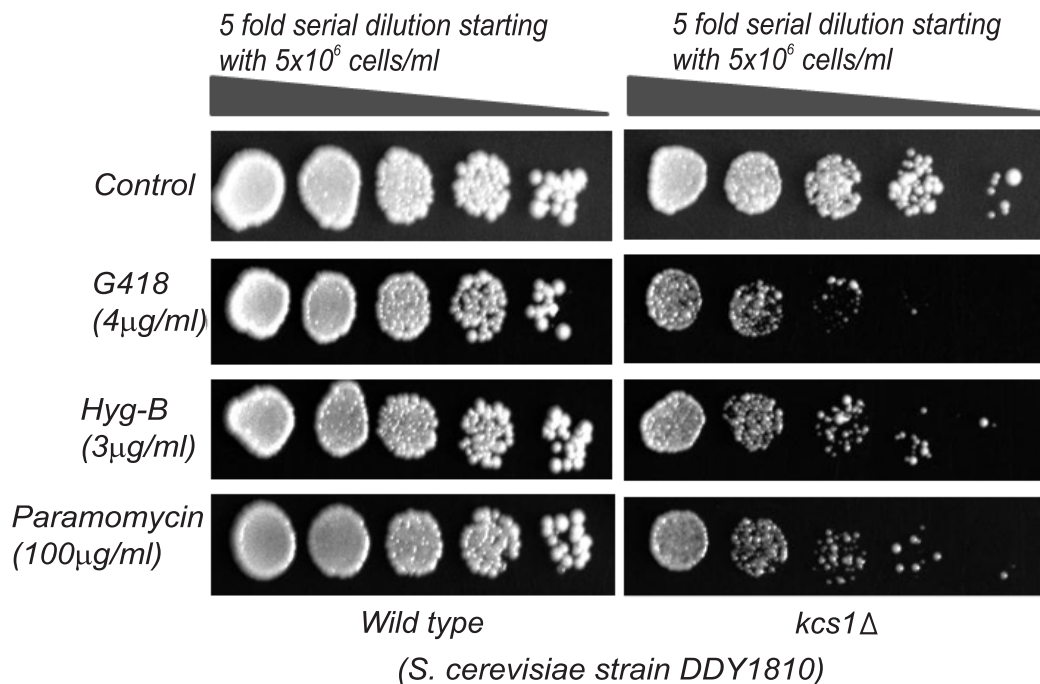 5 fold serial dilution starting
with 5x10⁶ cells/ml
5 fold serial dilution starting
with 5x10⁶ cells/ml
Control
G418
(4μg/ml)
Hyg-B
(3μg/ml)
Paramomycin
(100μg/ml)
Wild type
kcs1Δ
(S. cerevisiae strain DDY1810)